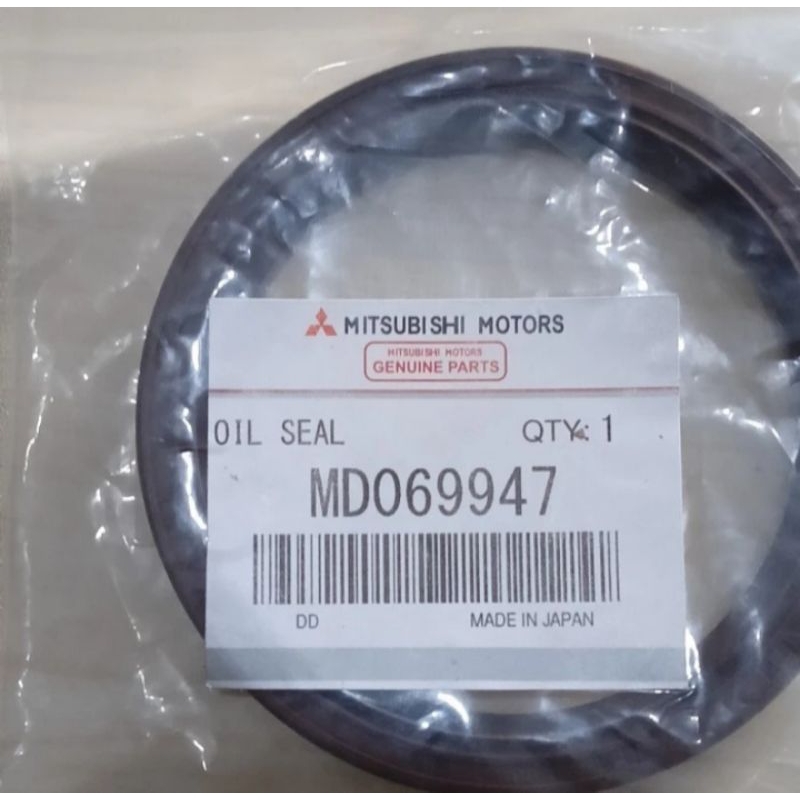 MITSUBISHI MOTORS
MITSUBISHI MOTORS
GENUINE PARTS
OIL SEAL QTY: 1
MD069947
DD MADE IN JAPAN